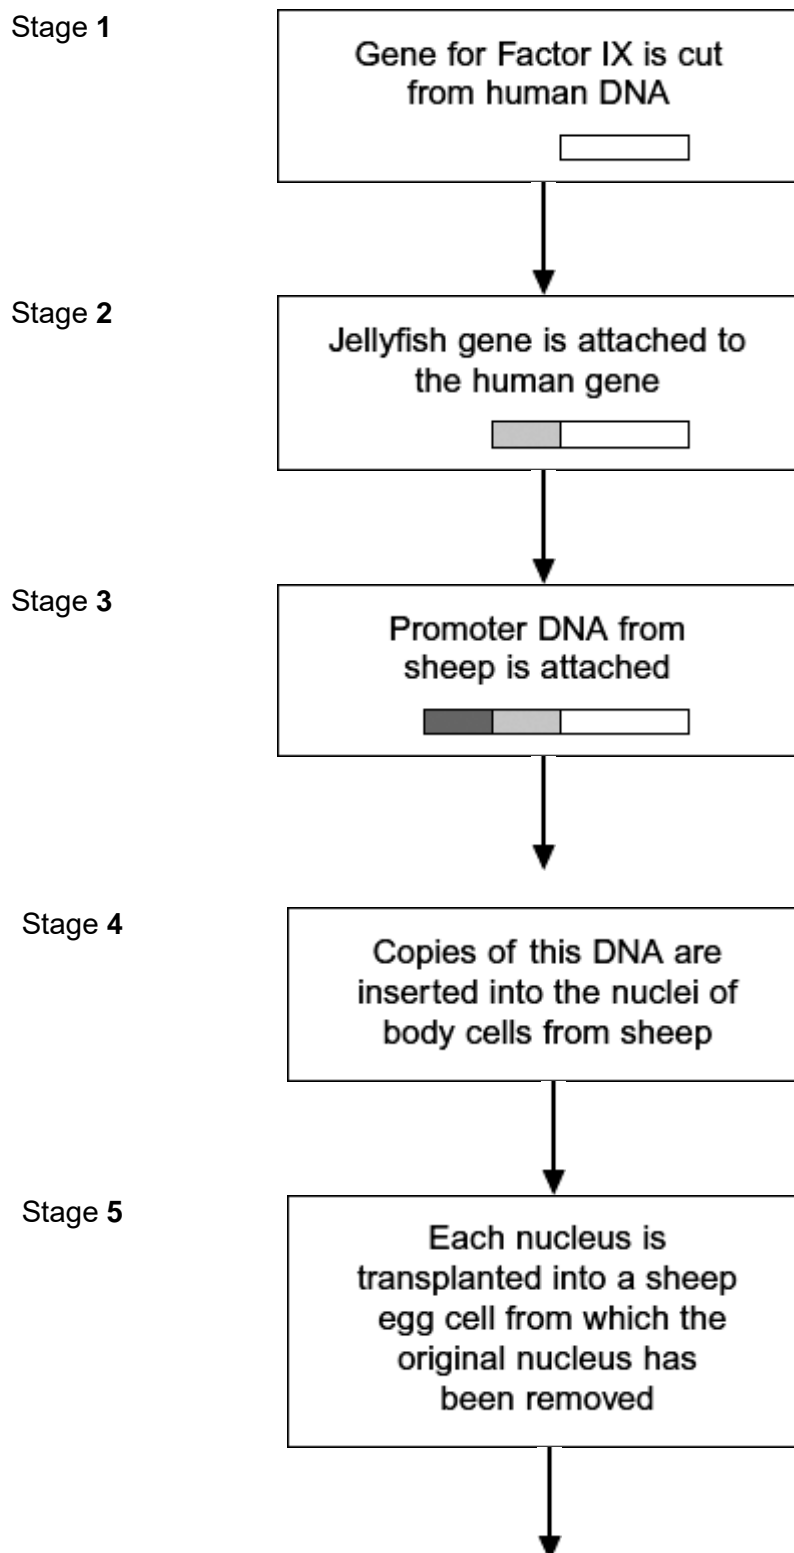 Stage 1
Gene for Factor IX is cut
from human DNA
Stage 2
Jellyfish gene is attached to
the human gene
Stage 3
Promoter DNA from
sheep is attached
Stage 4
Copies of this DNA are
inserted into the nuclei of
body cells from sheep
Stage 5
Each nucleus is
transplanted into a sheep
egg cell from which the
original nucleus has
been removed